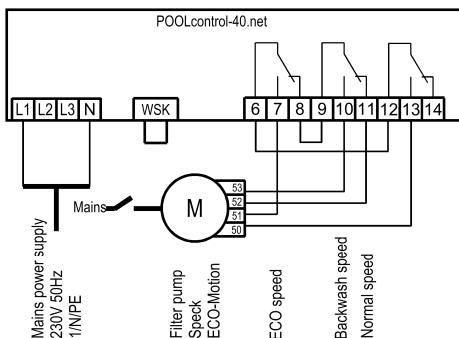 POOLcontrol-40.net
L1 L2 L3 N WSK 6 7 8 9 10 11 12 13 14
Mains M 53
52
51
50
Mains power supply
230V 50Hz
1/N/PE
Filter pump
Speck
ECO-Motion
ECO speed
Backwash speed
Normal speed